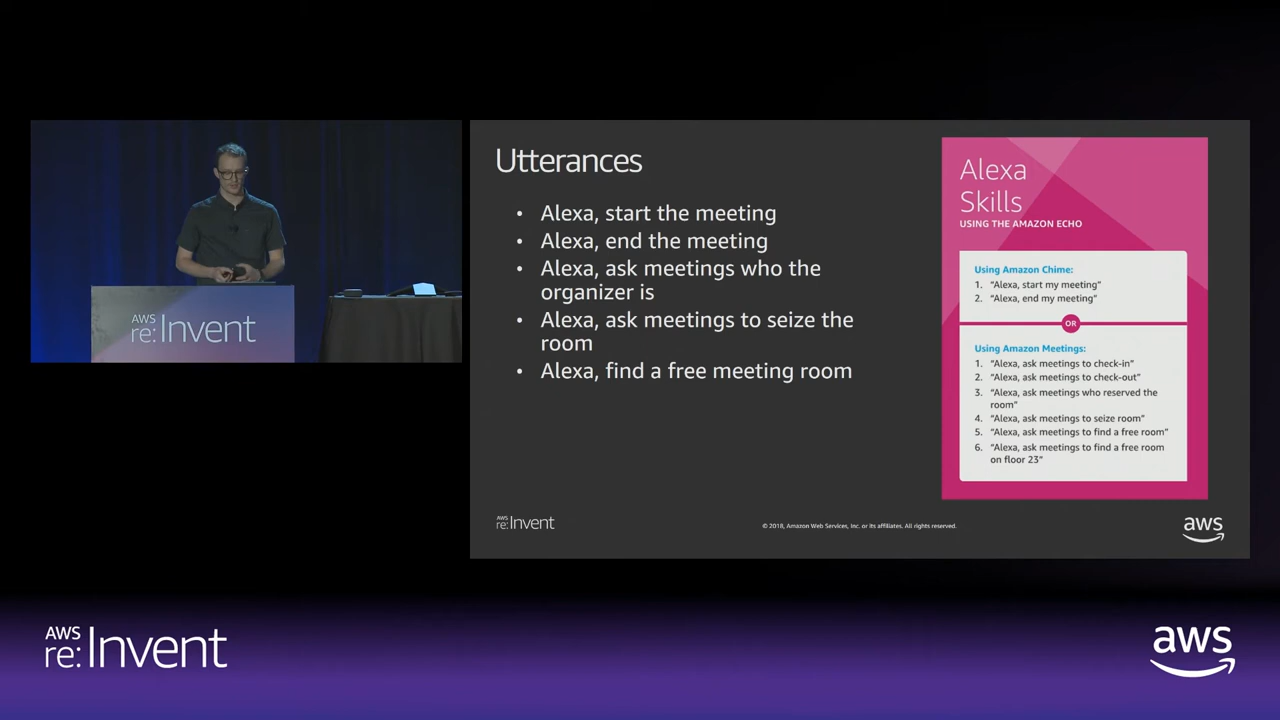 AWS
re:Invent
Utterances
• Alexa, start the meeting
• Alexa, end the meeting
• Alexa, ask meetings who the
organizer is
• Alexa, ask meetings to seize the
room
• Alexa, find a free meeting room
Alexa
Skills
USING THE AMAZON ECHO
Using Amazon Chime:
1. “Alexa, start my meeting”
2. “Alexa, end my meeting”
OR
Using Amazon Meetings:
1. “Alexa, ask meetings to check-in”
2. “Alexa, ask meetings to check-out”
3. “Alexa, ask meetings who reserved the
room”
4. “Alexa, ask meetings to seize room”
5. “Alexa, ask meetings to find a free room”
6. “Alexa, ask meetings to find a free room
on floor 23”
AWS
re:Invent
© 2018, Amazon Web Services, Inc. or its affiliates. All rights reserved.
aws
AWS
re:Invent
aws